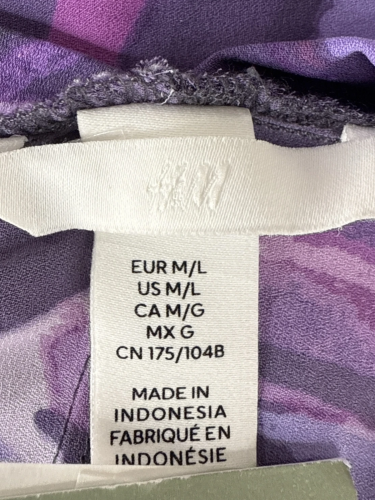 H&M
EUR M/L
US M/L
CA M/G
MX G
CN 175/104B
MADE IN
INDONESIA
FABRIQUÉ EN
INDONÉSIE